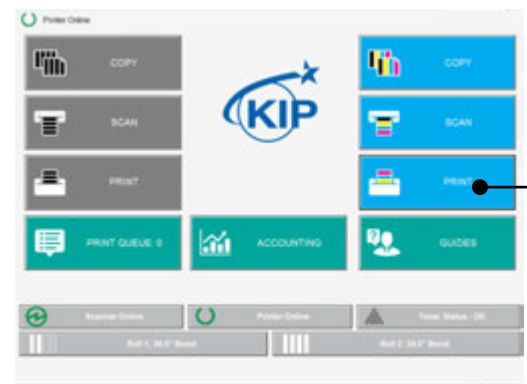 Printer Online
COPY
COPY
KIP
SCAN
SCAN
PRINT
PRINT
PRINT QUEUE: 0
ACCOUNTING
GUIDES
Scanner Online
Printer Online
Toner Status - OK
Roll 1: 36.0" Bond
Roll 2: 24.0" Bond